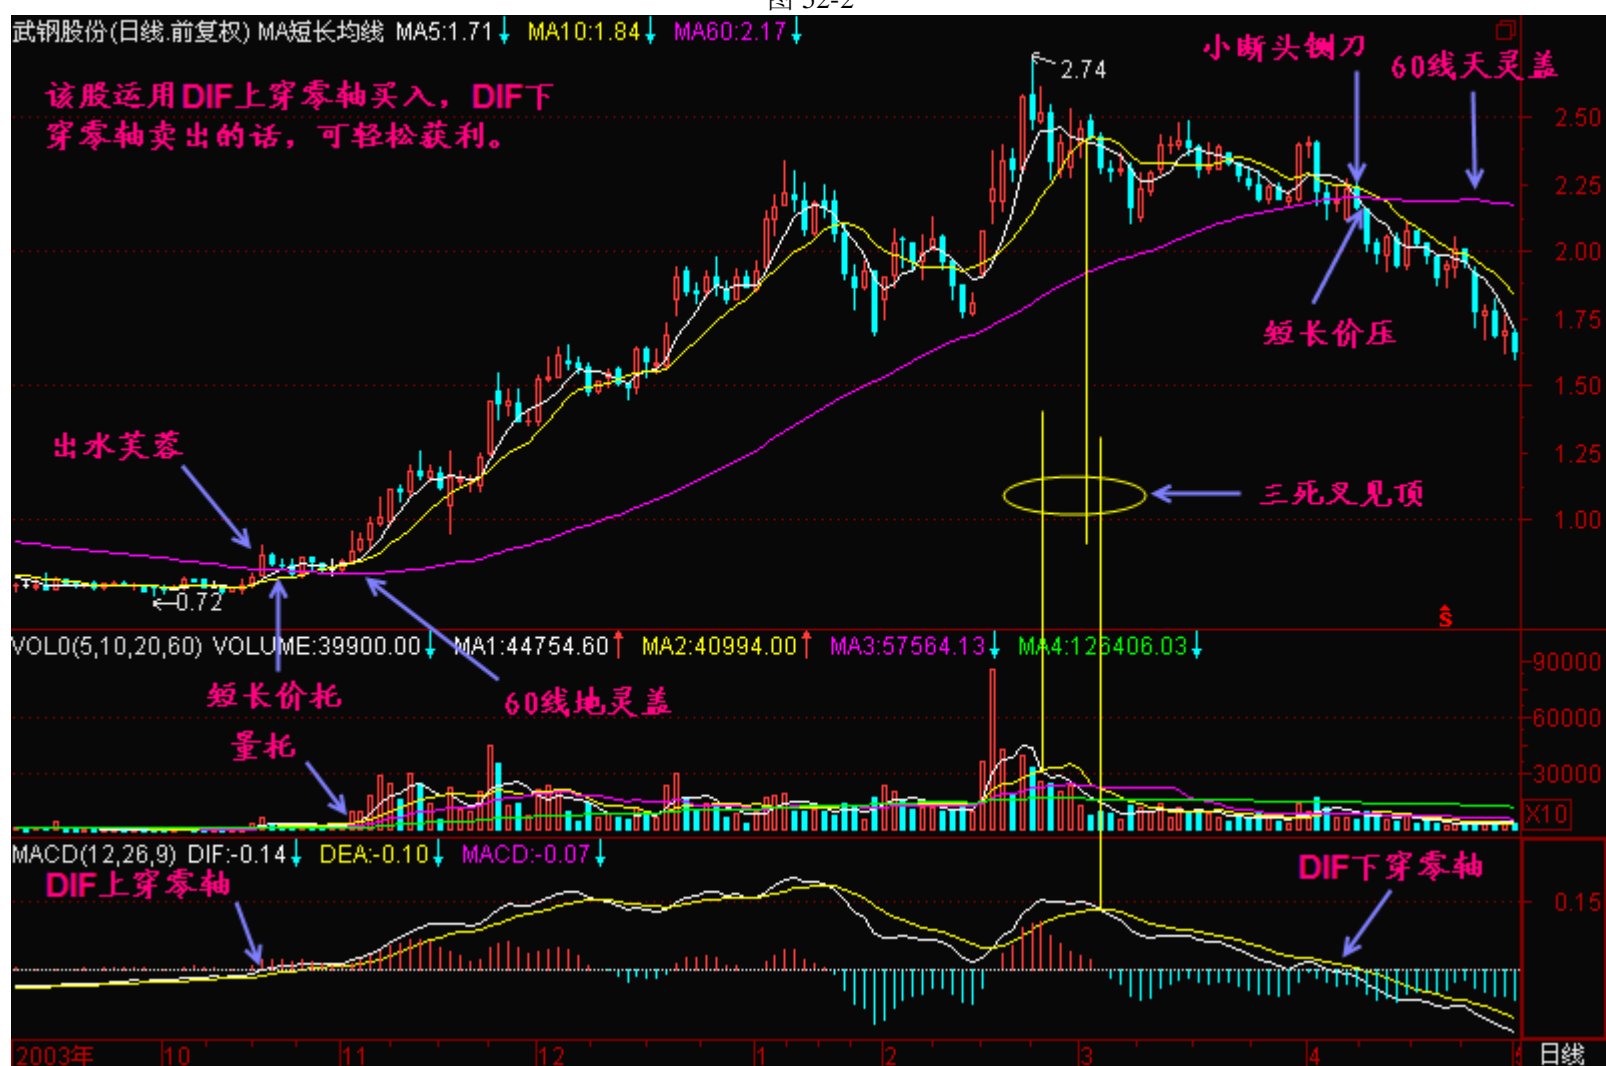 图 52-2
武钢股份(日线.前复权) MA短长均线 MA5:1.71↓ MA10:1.84↓ MA60:2.17↓
小断头铡刀
60线天灵盖
2.74
该股运用DIF上穿零轴买入，DIF下
穿零轴卖出的话，可轻松获利。
2.50
2.25
2.00
1.75
短长价压
1.50
出水芙蓉
1.25
三死叉见顶
1.00
0.72
S
VOL0(5,10,20,60) VOLUME:39900.00↓ MA1:44754.60↑ MA2:40994.00↑ MA3:57564.13↓ MA4:126406.03↓
90000
短长价托
60线地灵盖
60000
量托
30000
X10
MACD(12,26,9) DIF:-0.14↓ DEA:-0.10↓ MACD:-0.07↓
DIF上穿零轴
DIF下穿零轴
0.15
2003年 10 11 12 1 2 3 4 日线